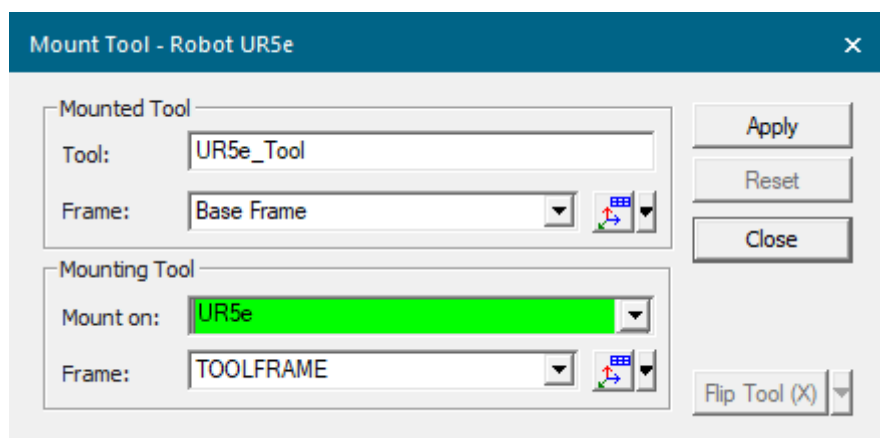 Mount Tool - Robot UR5e
Mounted Tool
Tool: UR5e_Tool
Frame: Base Frame
Mounting Tool
Mount on: UR5e
Frame: TOOLFRAME
Apply
Reset
Close
Flip Tool (X)